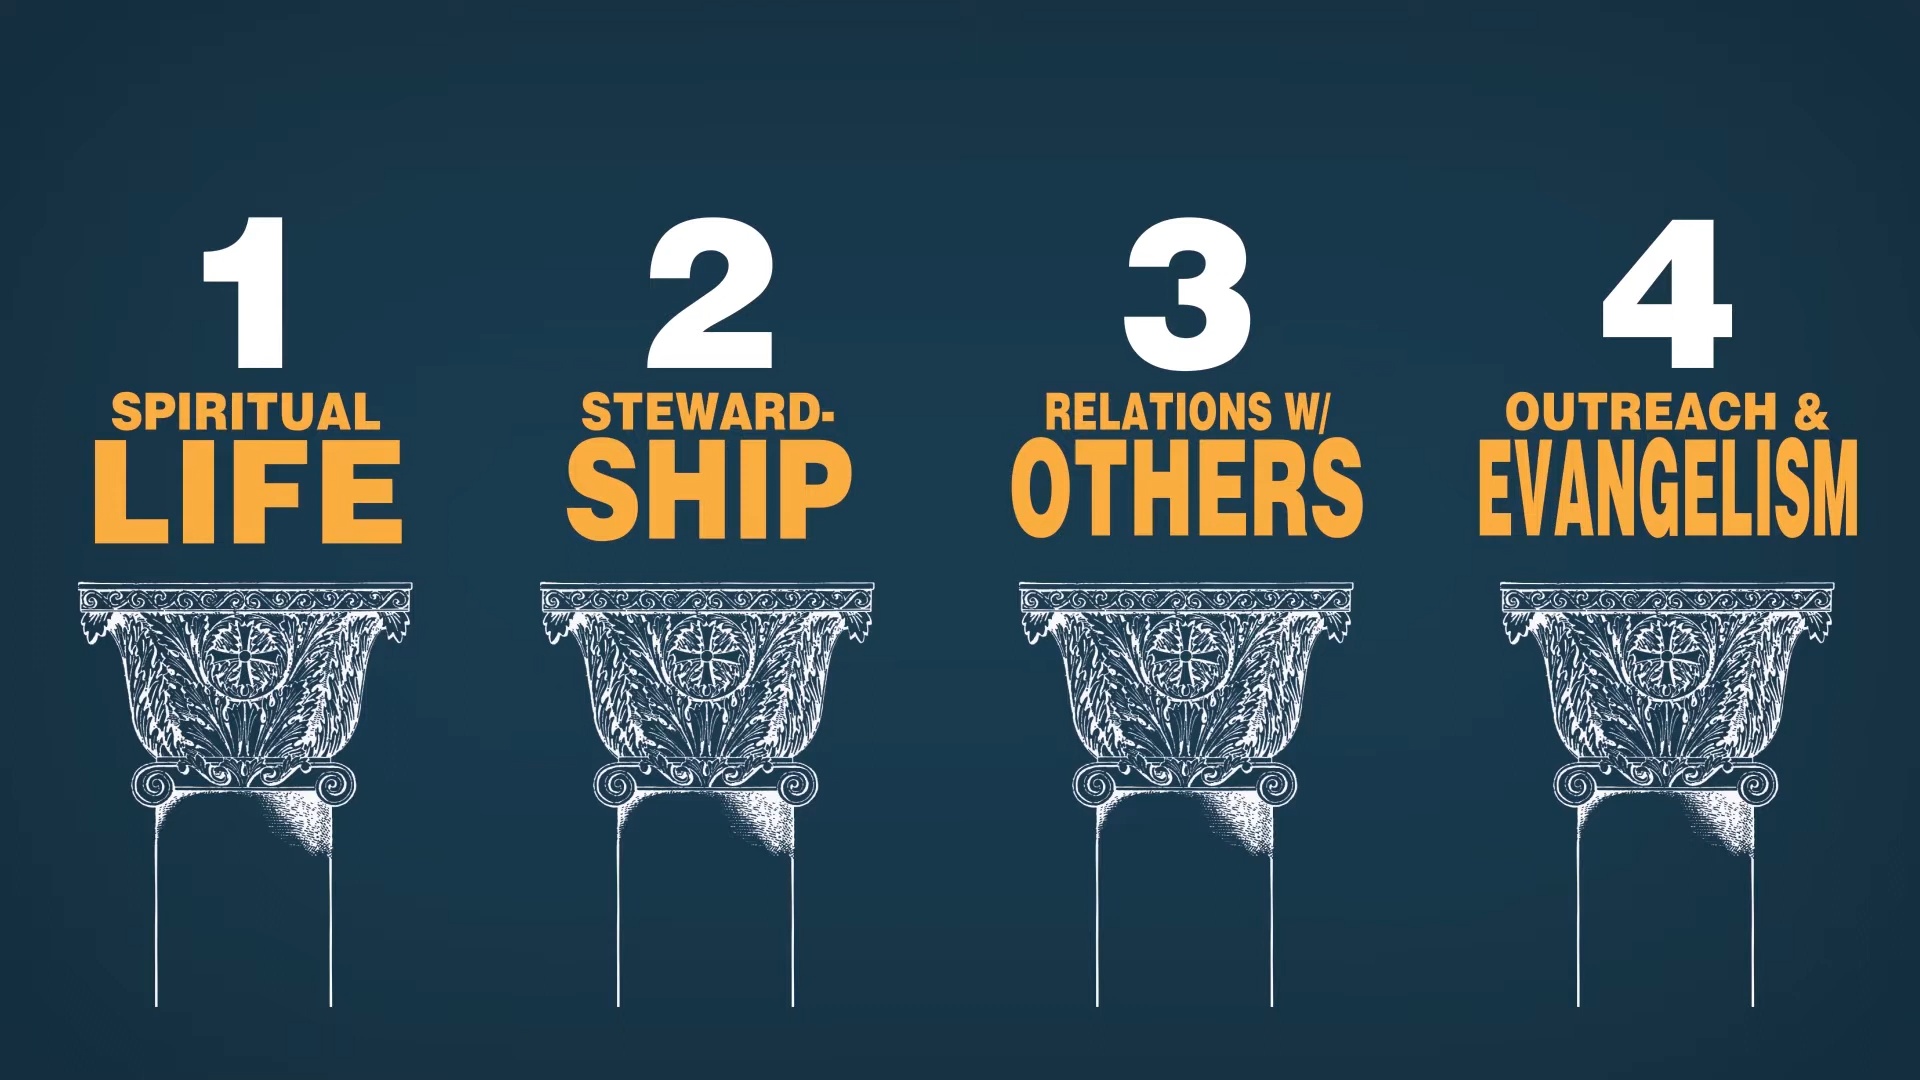 1
SPIRITUAL
LIFE
2
STEWARD-
SHIP
3
RELATIONS W/
OTHERS
4
OUTREACH &
EVANGELISM